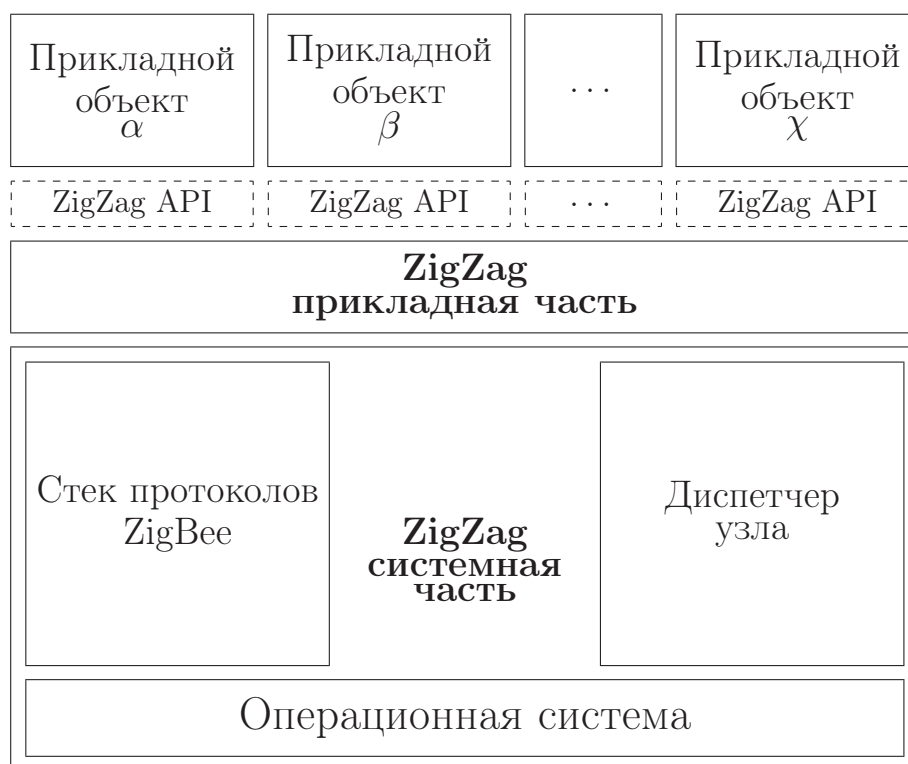 Прикладной
объект
α
Прикладной
объект
β
· · ·
Прикладной
объект
χ
ZigZag API
ZigZag API
· · ·
ZigZag API
ZigZag
прикладная часть
Стек протоколов
ZigBee
ZigZag
системная
часть
Диспетчер
узла
Операционная система